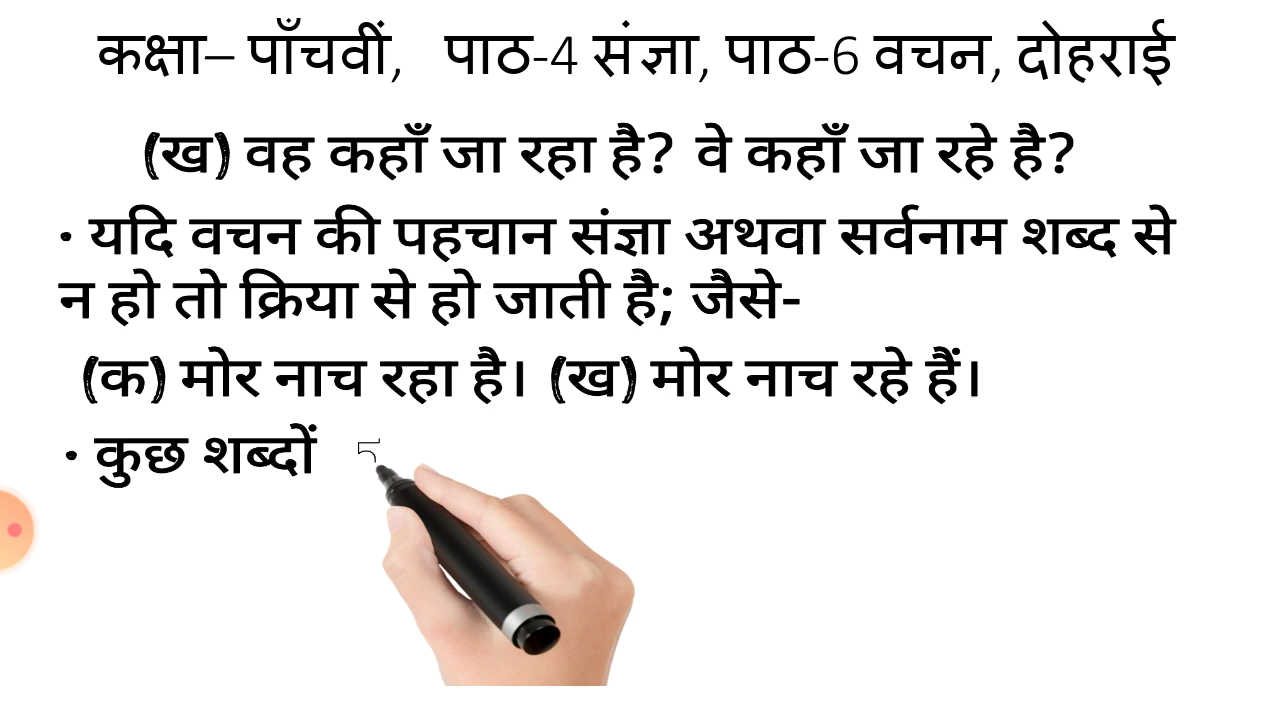 कक्षा– पाँचवीं, पाठ-4 संज्ञा, पाठ-6 वचन, दोहराई
(ख) वह कहाँ जा रहा है? वे कहाँ जा रहे है?
· यदि वचन की पहचान संज्ञा अथवा सर्वनाम शब्द से
न हो तो क्रिया से हो जाती है; जैसे-
(क) मोर नाच रहा है। (ख) मोर नाच रहे हैं।
· कुछ शब्दों